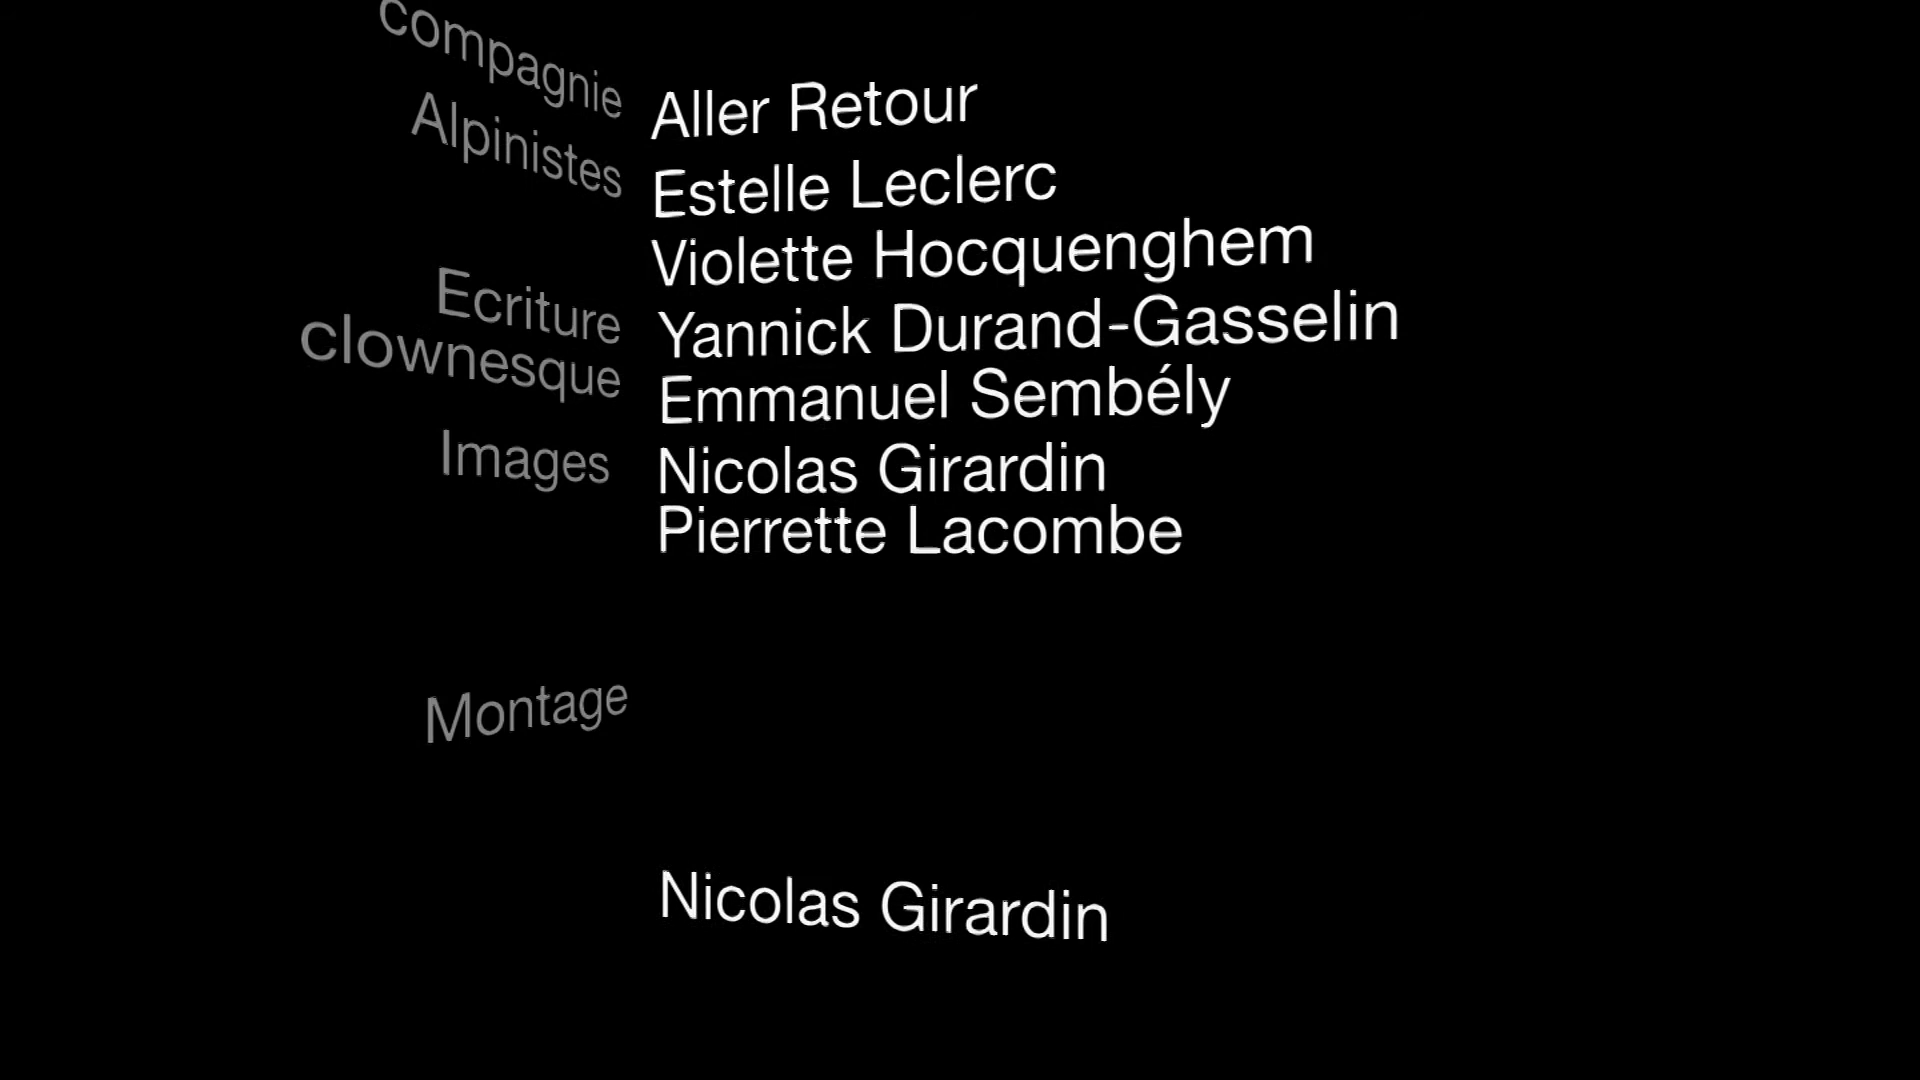 compagnie Aller Retour
Alpinistes Estelle Leclerc
Violette Hocquenghem
Ecriture Yannick Durand-Gasselin
clownesque Emmanuel Sembély
Images Nicolas Girardin
Pierrette Lacombe
Montage
Nicolas Girardin